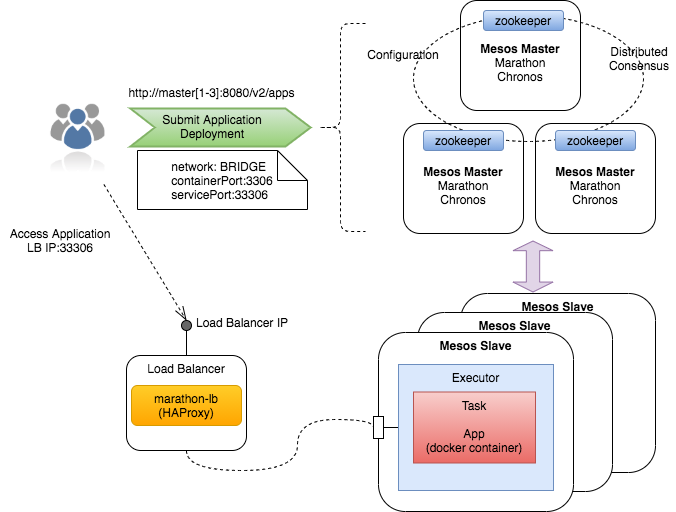 zookeeper
Mesos Master
Marathon
Chronos
Configuration
Distributed
Consensus
http://master[1-3]:8080/v2/apps
Submit Application
Deployment
network: BRIDGE
containerPort:3306
servicePort:33306
zookeeper
Mesos Master
Marathon
Chronos
zookeeper
Mesos Master
Marathon
Chronos
Access Application
LB IP:33306
Load Balancer IP
Load Balancer
marathon-lb
(HAProxy)
Mesos Slave
Mesos Slave
Mesos Slave
Executor
Task
App
(docker container)